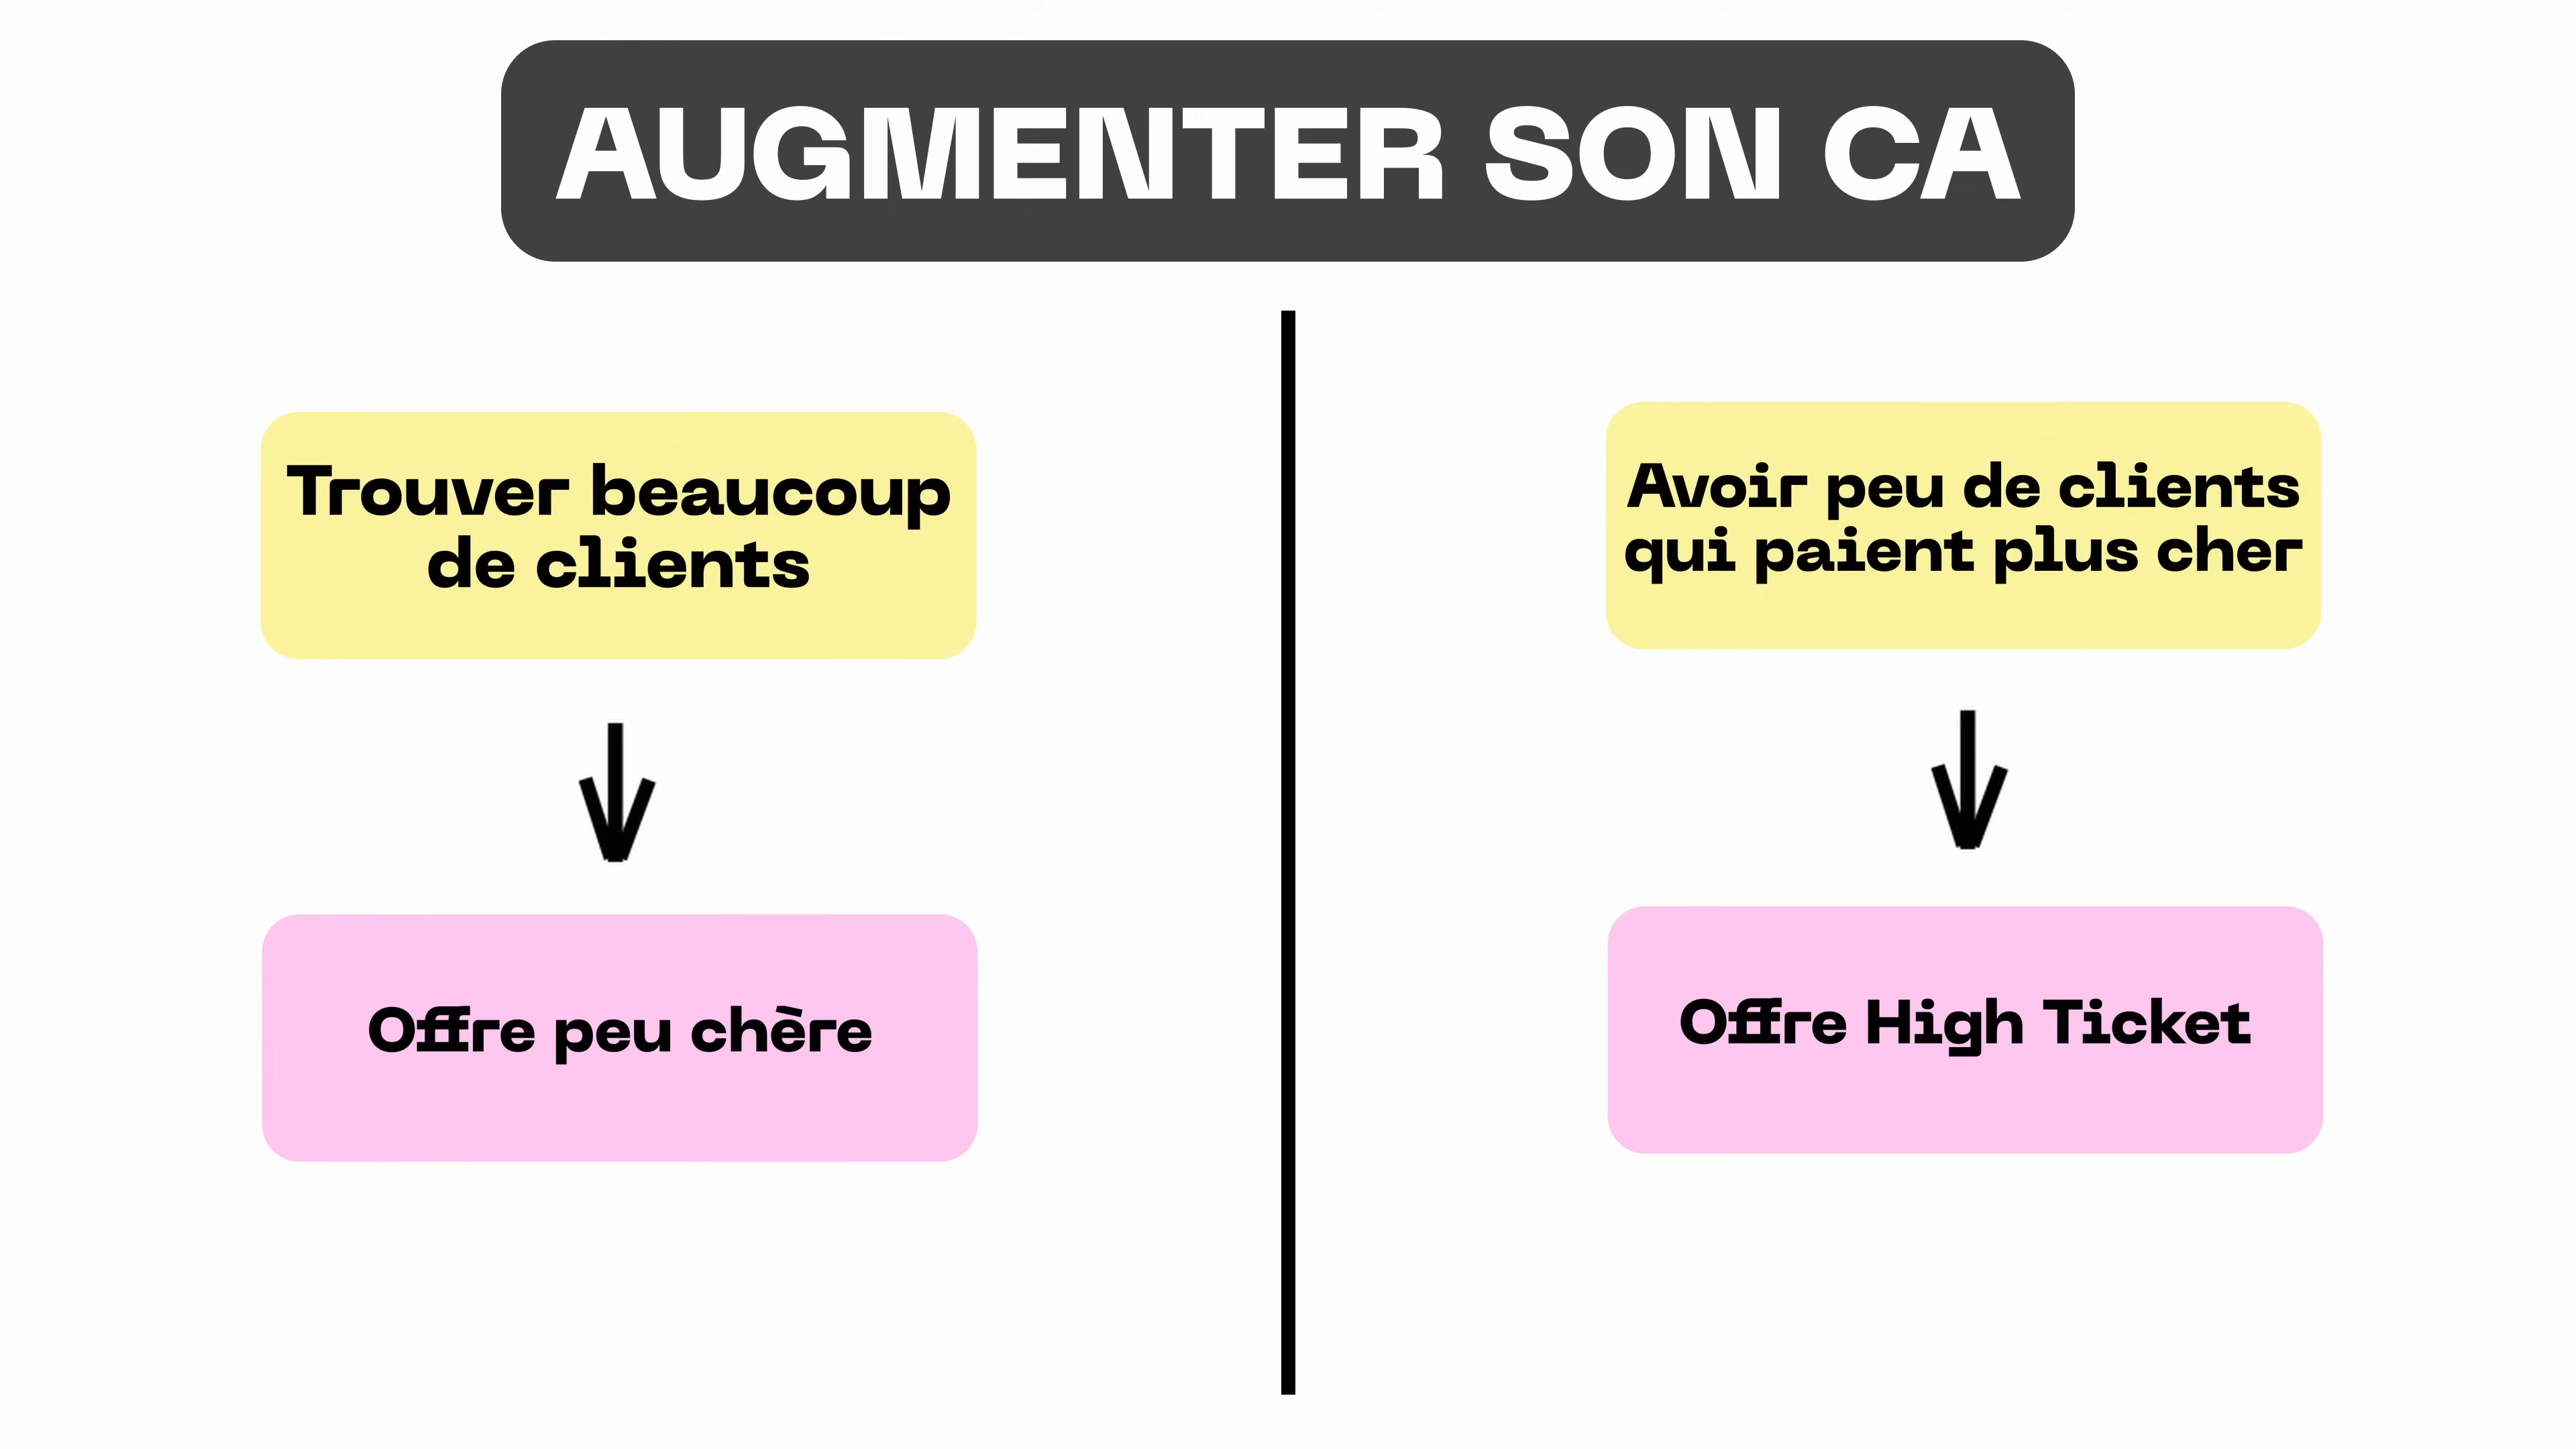 AUGMENTER SON CA
Trouver beaucoup
de clients
Offre peu chère
Avoir peu de clients
qui paient plus cher
Offre High Ticket